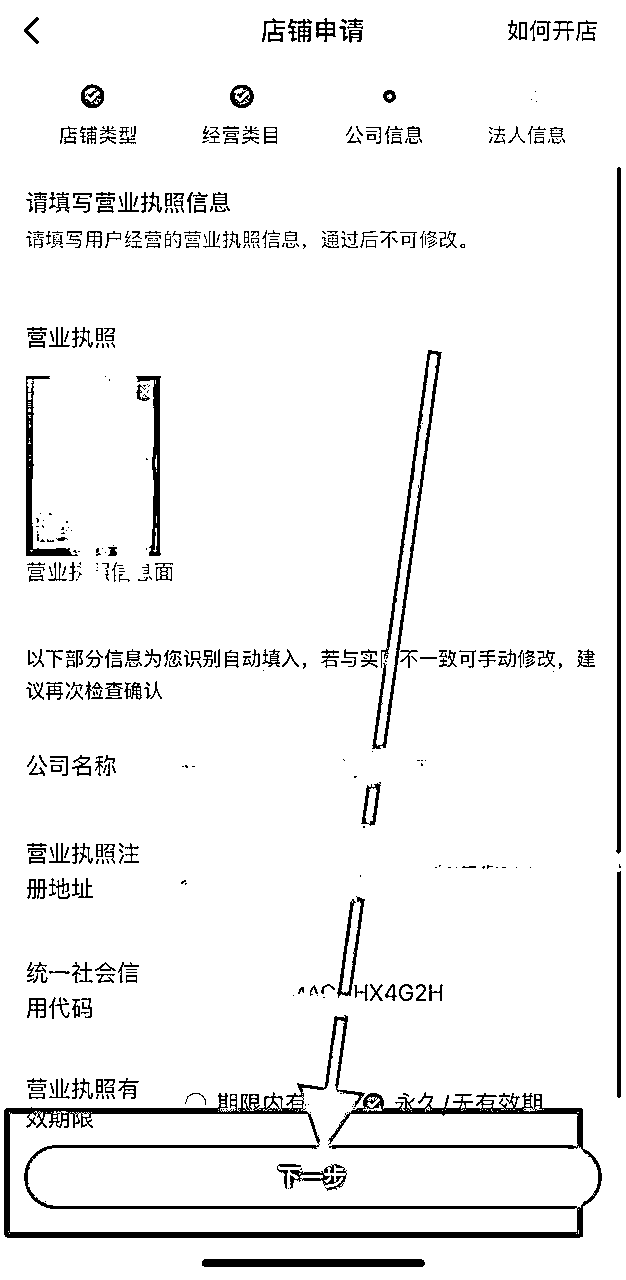 店铺申请
如何开店
店铺类型
经营类目
公司信息
法人信息
请填写营业执照信息
请填写用户经营的营业执照信息，通过后不可修改。
营业执照
营业执照信息面
以下部分信息为您识别自动填入，若与实际不一致可手动修改，建
议再次检查确认
公司名称
营业执照注
册地址
统一社会信
HX4G2H
用代码
营业执照有
效期限
期限内有
永久/无有效期
下一步